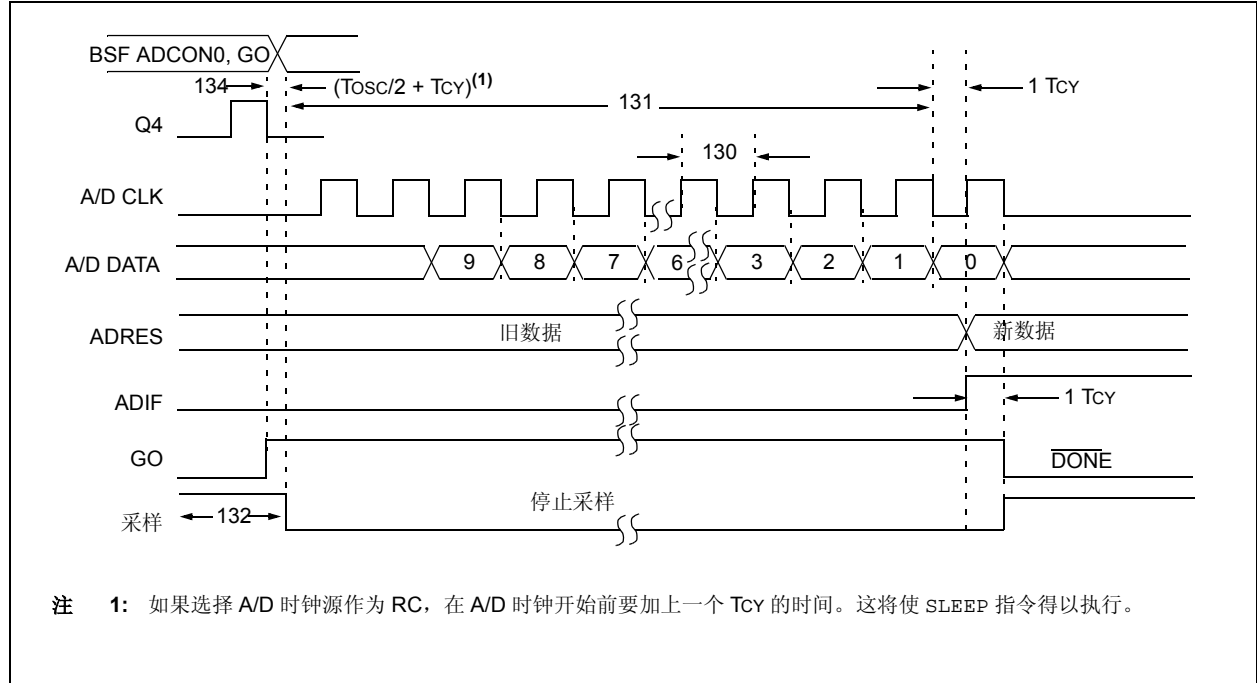 BSF ADCON0, GO
134 (TOSC/2 + TCY)(1) 1 TCY
131
Q4
130
A/D CLK
A/D DATA 9 8 7 6 3 2 1 0
ADRES 旧数据 新数据
ADIF 1 TCY
GO DONE
采样 132 停止采样
注 1: 如果选择 A/D 时钟源作为 RC，在 A/D 时钟开始前要加上一个 TCY 的时间。这将使 SLEEP 指令得以执行。